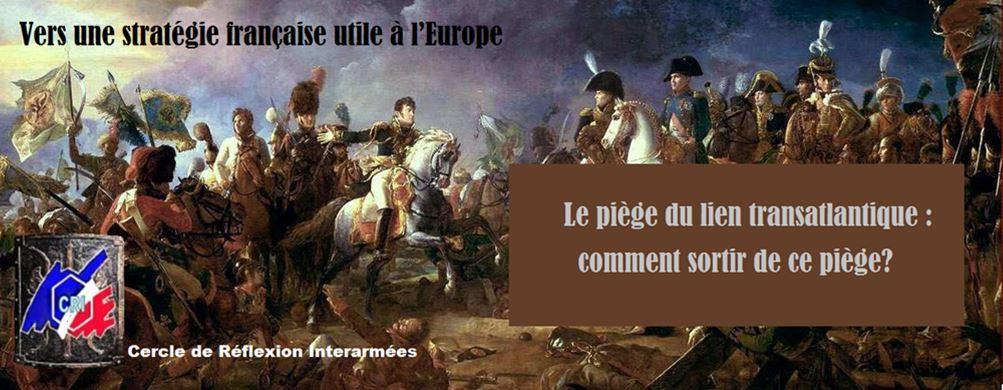 Vers une stratégie française utile à l'Europe
Le piège du lien transatlantique :
comment sortir de ce piège?
CRI
Cercle de Réflexion Interarmées